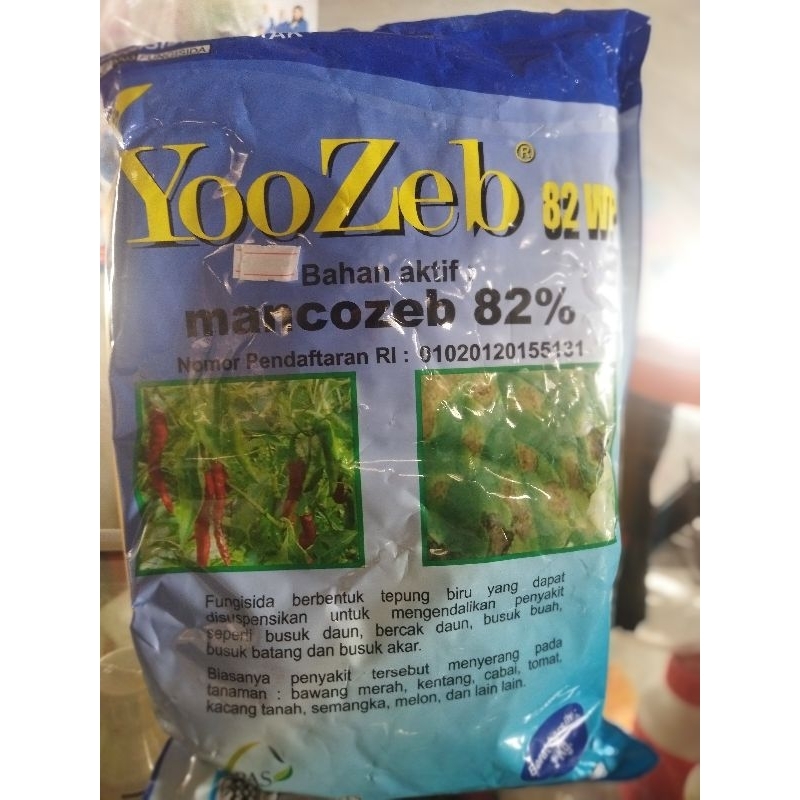 FUNGISIDA
YooZeb® 82 WP
Bahan aktif :
mancozeb 82%
Nomor Pendaftaran RI : 01020120155131
Fungisida berbentuk tepung biru yang dapat
disuspensikan untuk mengendalikan penyakit
seperti busuk daun, bercak daun, busuk buah,
busuk batang dan busuk akar.
Biasanya penyakit tersebut menyerang pada
tanaman : bawang merah, kentang, cabai, tomat,
kacang tanah, semangka, melon, dan lain lain.